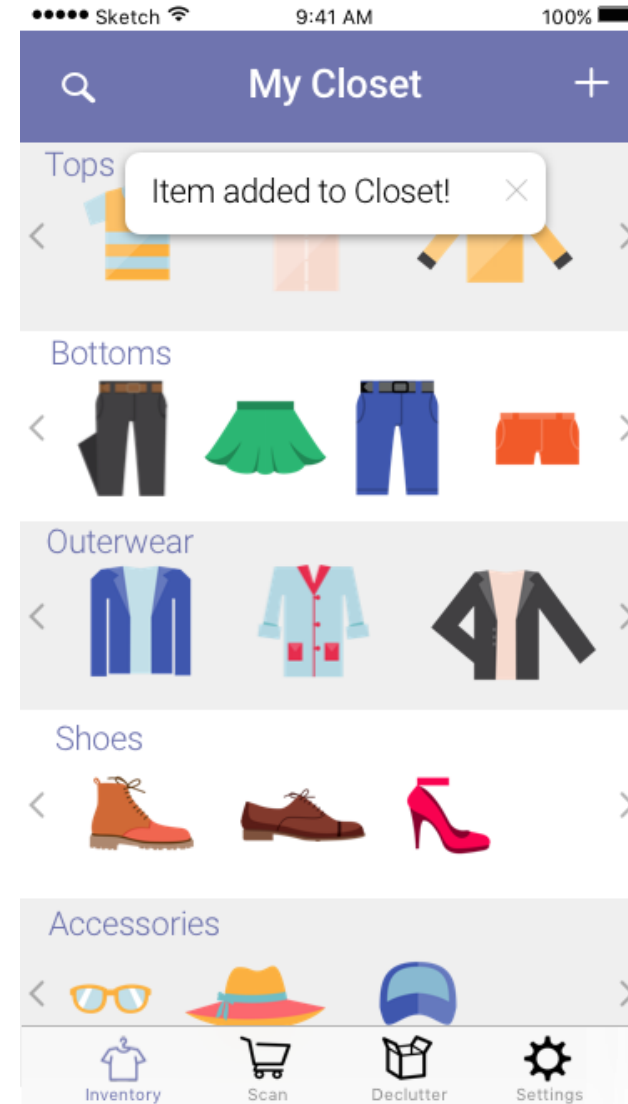 Sketch 9:41 AM 100%
My Closet
Tops
Item added to Closet!
Bottoms
Outerwear
Shoes
Accessories
Inventory Scan Declutter Settings